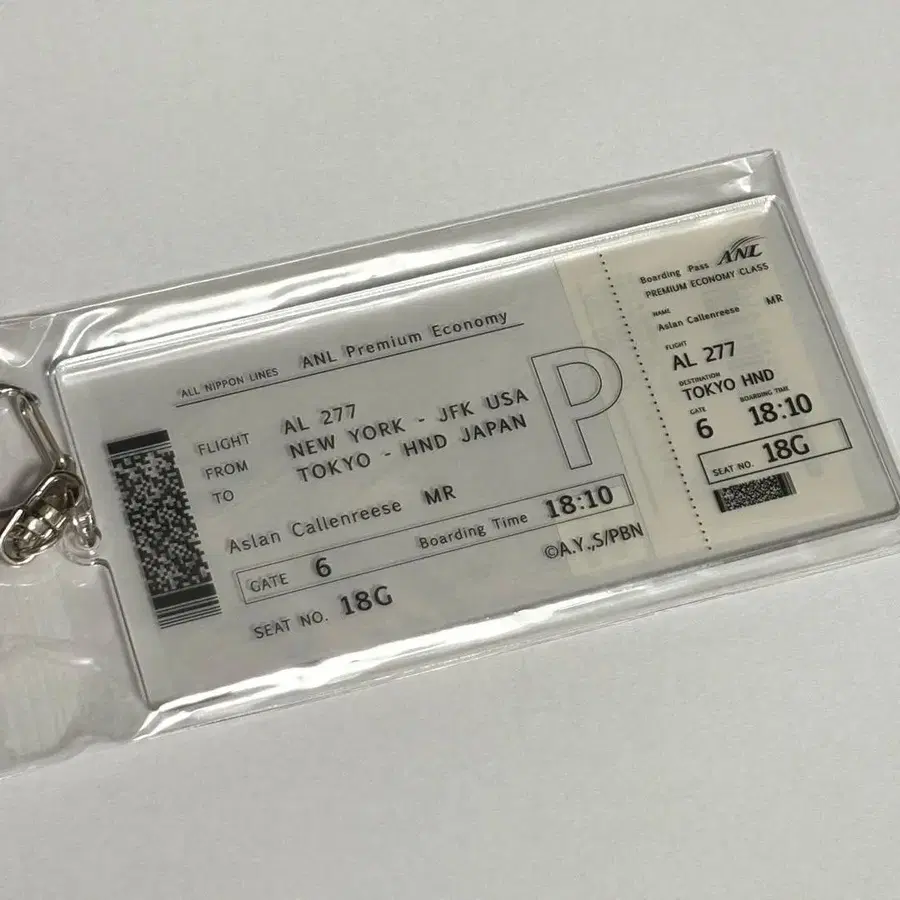 ALL NIPPON LINES ANL Premium Economy
FLIGHT AL 277
FROM NEW YORK - JFK USA
TO TOKYO - HND JAPAN
P
Aslan Callenreese MR
GATE 6 Boarding Time 18:10
SEAT NO. 18G
©A.Y.,S/PBN
Boarding Pass ANL
PREMIUM ECONOMY CLASS
NAME
Aslan Callenreese MR
FLIGHT
AL 277
DESTINATION
TOKYO HND
GATE BOARDING TIME
6 18:10
SEAT NO. 18G